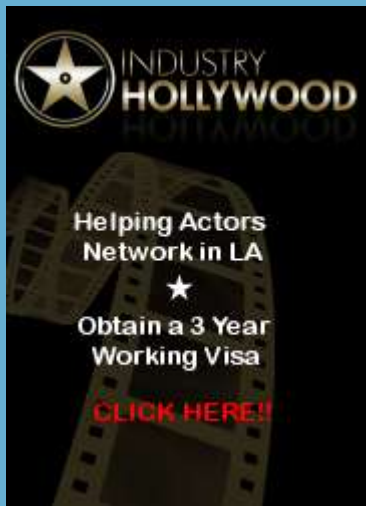 INDUSTRY
HOLLYWOOD
Helping Actors
Network in LA
Obtain a 3 Year
Working Visa
CLICK HERE!!